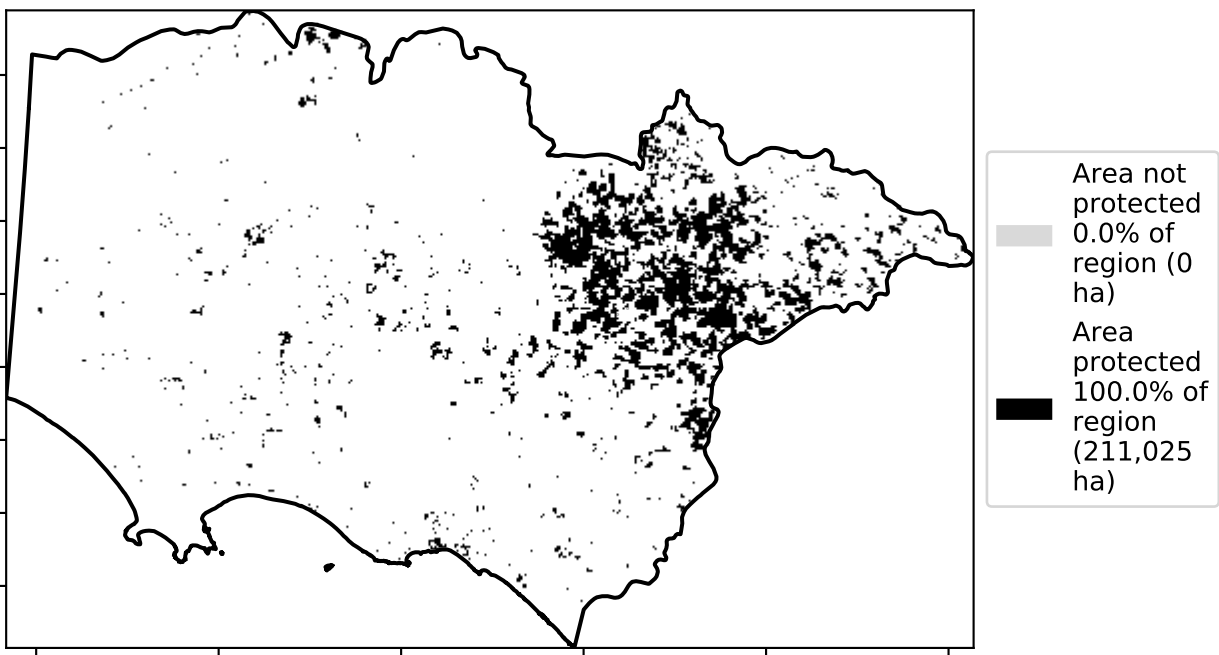 Area not
protected
0.0% of
region (0
ha)
Area
protected
100.0% of
region
(211,025
ha)